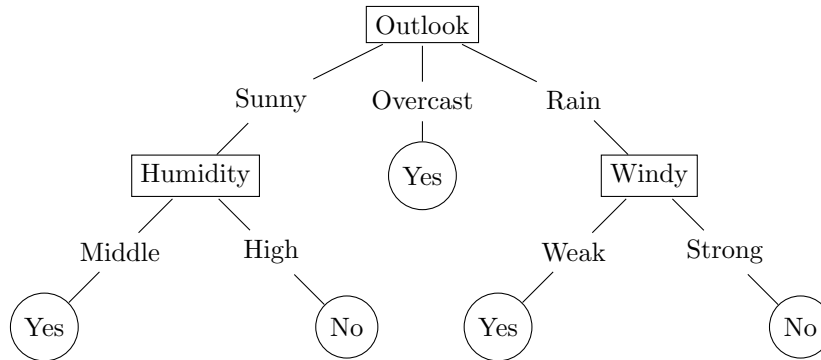 Outlook
Sunny Overcast Rain
Humidity Yes Windy
Middle High Weak Strong
Yes No Yes No